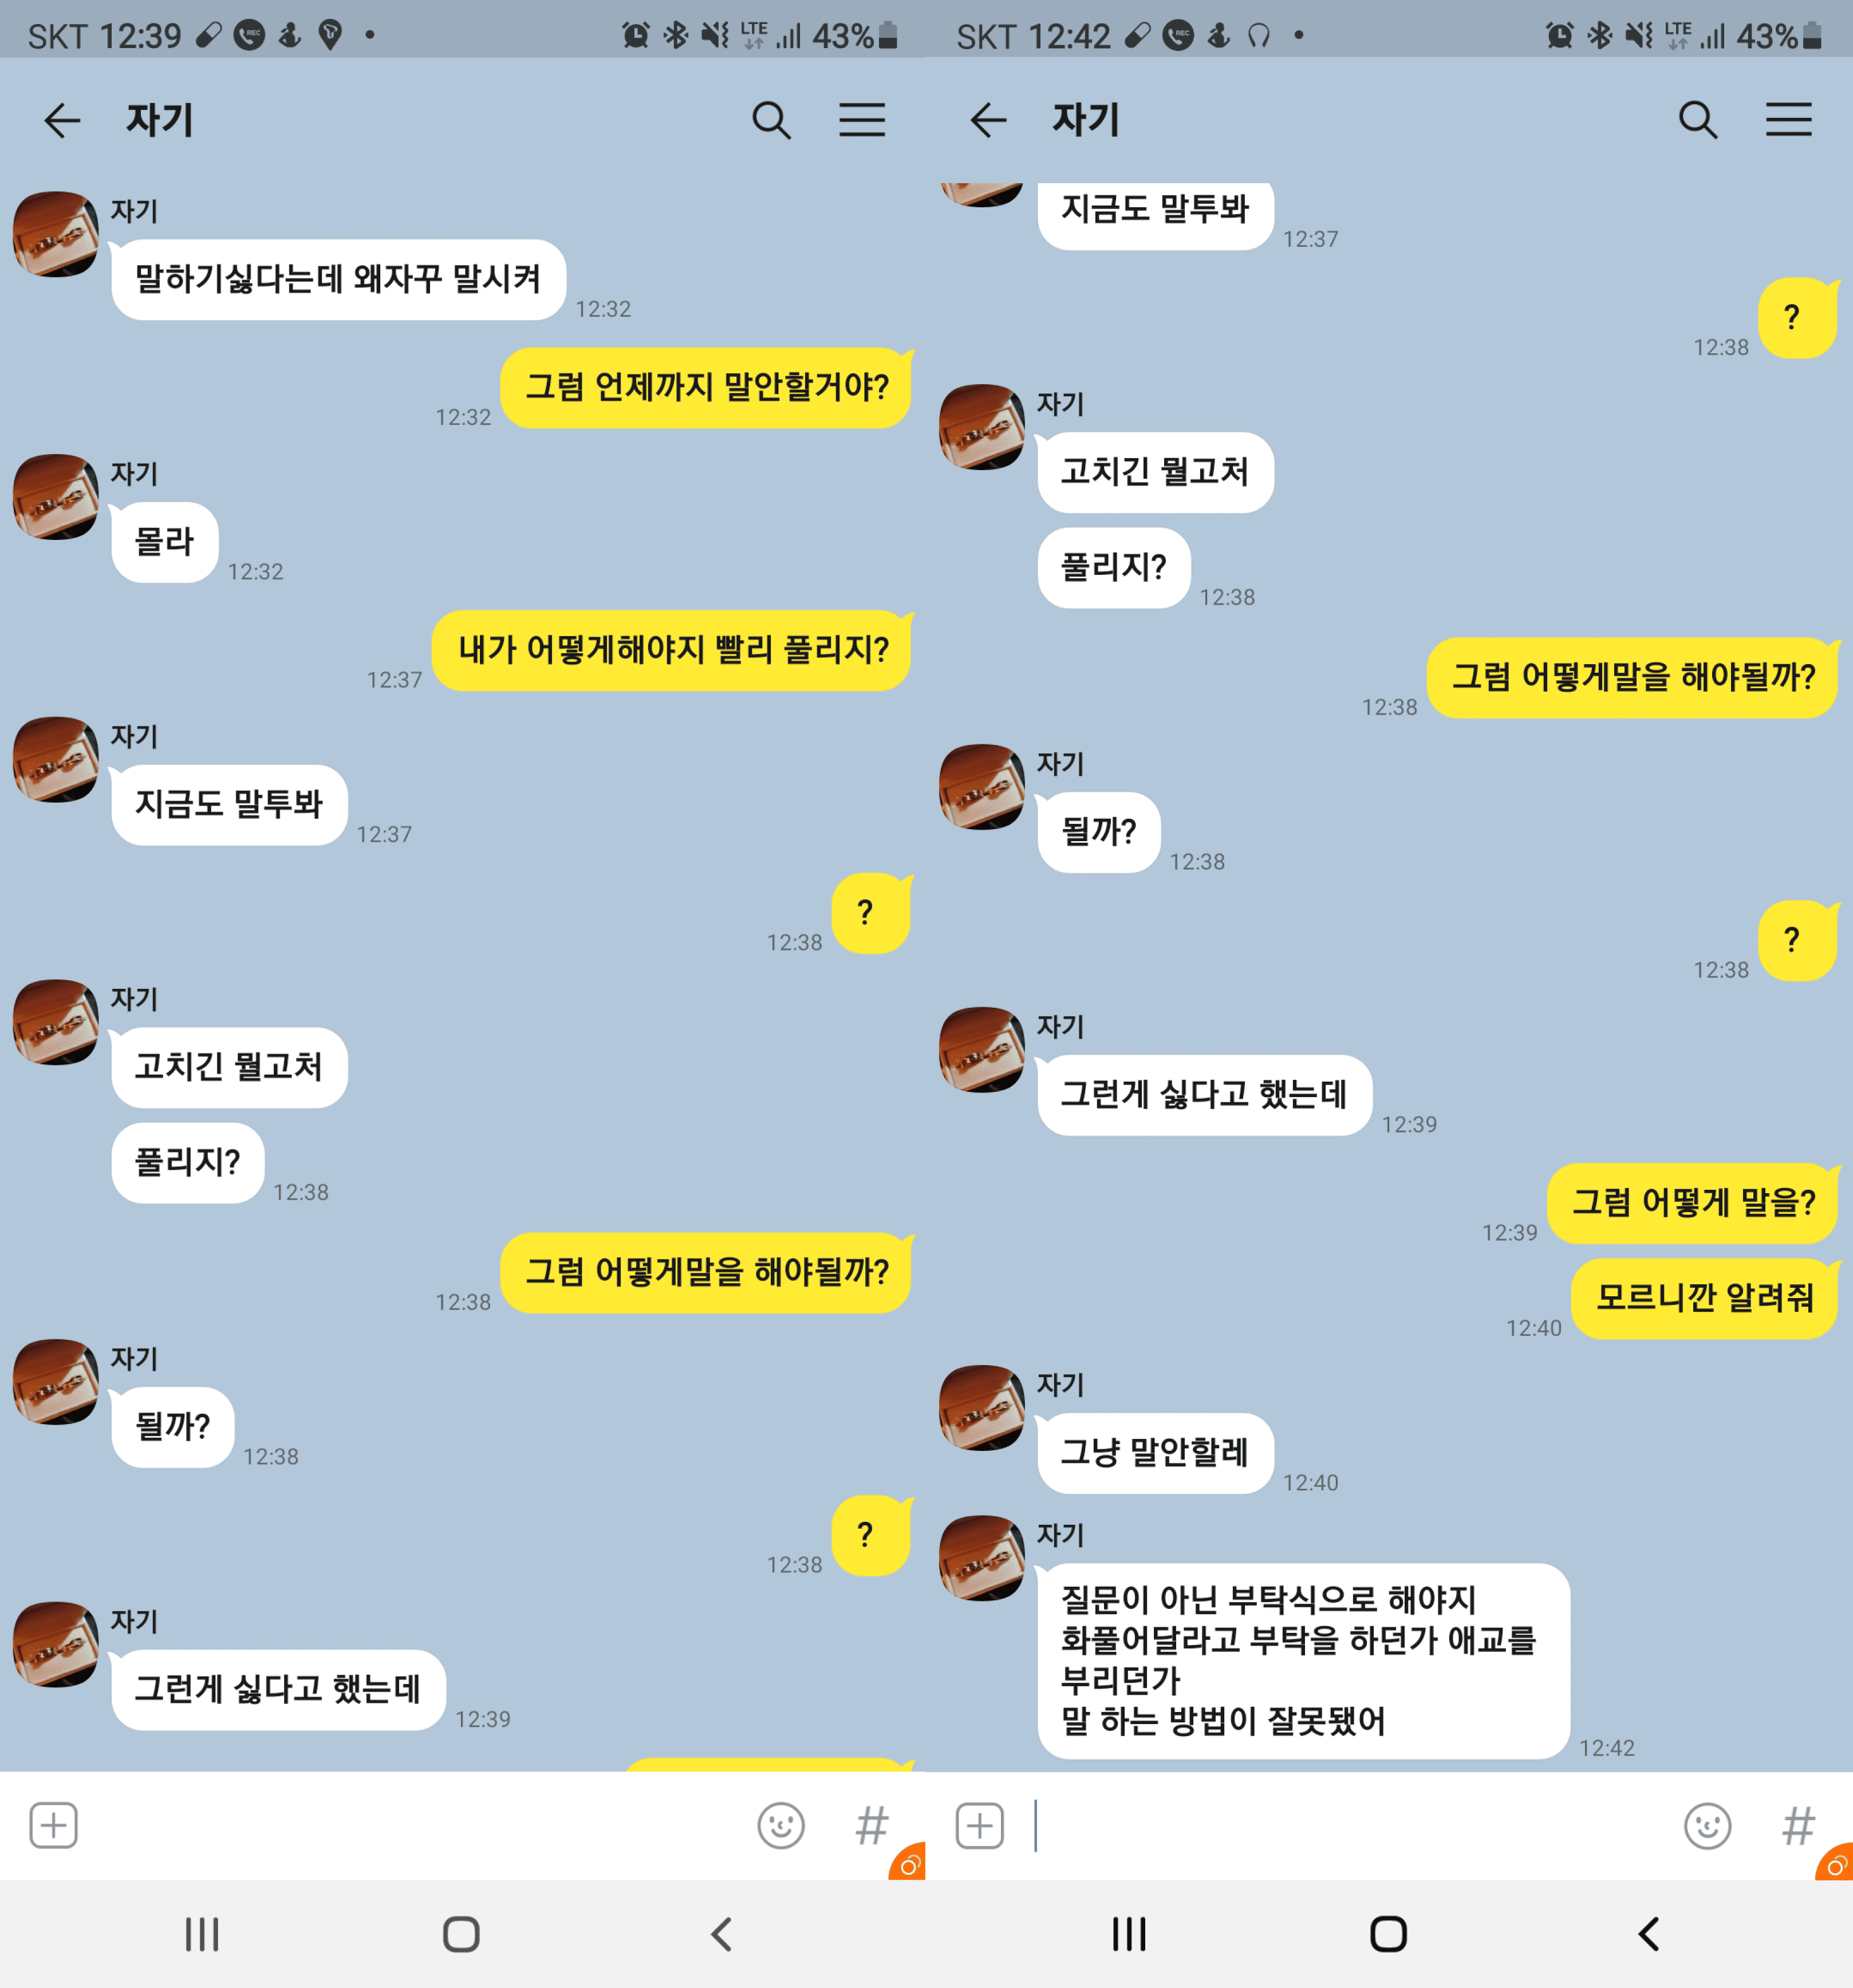 SKT 12:39
LTE
43%
자기
자기
말하기싫다는데 왜자꾸 말시켜
12:32
그럼 언제까지 말안할거야?
12:32
자기
몰라
12:32
내가 어떻게해야지 빨리 풀리지?
12:37
자기
지금도 말투봐
12:37
?
12:38
자기
고치긴 뭘고처
풀리지?
12:38
그럼 어떻게말을 해야될까?
12:38
자기
될까?
12:38
?
12:38
자기
그런게 싫다고 했는데
12:39
#
SKT 12:42
LTE
43%
자기
지금도 말투봐
12:37
?
12:38
자기
고치긴 뭘고처
풀리지?
12:38
그럼 어떻게말을 해야될까?
12:38
자기
될까?
12:38
?
12:38
자기
그런게 싫다고 했는데
12:39
그럼 어떻게 말을?
12:39
모르니깐 알려줘
12:40
자기
그냥 말안할레
12:40
자기
질문이 아닌 부탁식으로 해야지
화풀어달라고 부탁을 하던가 애교를
부리던가
말 하는 방법이 잘못됐어
12:42
#